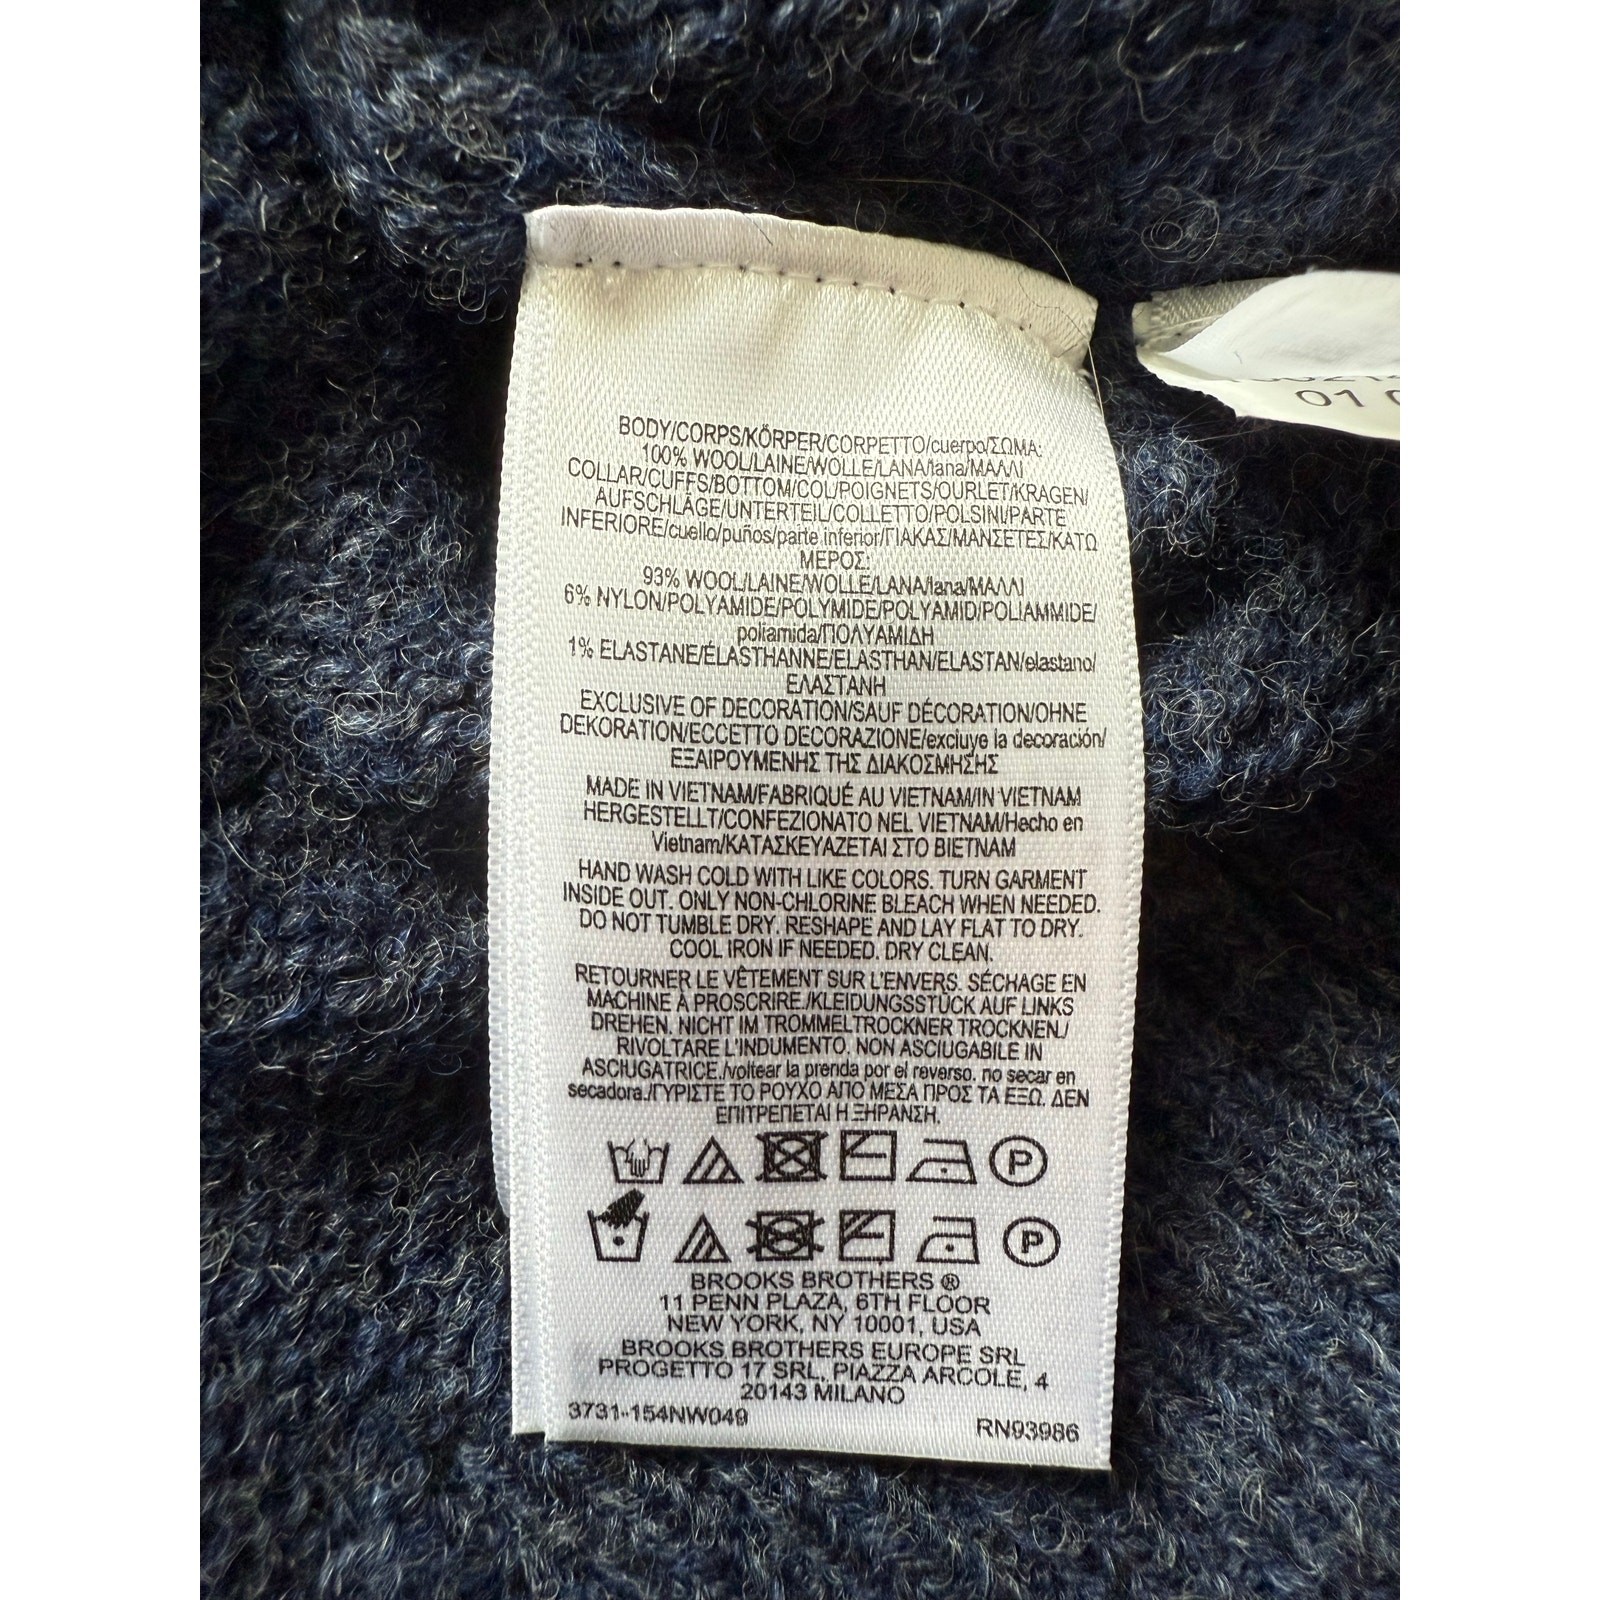 BODY/CORPS/KÖRPER/CORPETTO/cuerpo/ΣΩΜΑ:
100% WOOL/LAINE/WOLLE/LANA/lana/ΜΑΛΛΙ
COLLAR/CUFFS/BOTTOM/COL/POIGNETS/OURLET/KRAGEN/
AUFSCHLÄGE/UNTERTEIL/COLLETTO/POLSINI/PARTE
INFERIORE/cuello/puños/parte inferior/ΓΙΑΚΑΣ/ΜΑΝΣΕΤΕΣ/ΚΑΤΩ
ΜΕΡΟΣ:
93% WOOL/LAINE/WOLLE/LANA/lana/ΜΑΛΛΙ
6% NYLON/POLYAMIDE/POLYMIDE/POLYAMID/POLIAMMIDE/
poliamida/ΠΟΛΥΑΜΙΔΗ
1% ELASTANE/ÉLASTHANNE/ELASTHAN/ELASTAN/elastano/
ΕΛΑΣΤΑΝΗ
EXCLUSIVE OF DECORATION/SAUF DÉCORATION/OHNE
DEKORATION/ECCETTO DECORAZIONE/excluye la decoración/
ΕΞΑΙΡΟΥΜΕΝΗΣ ΤΗΣ ΔΙΑΚΟΣΜΗΣΗΣ
MADE IN VIETNAM/FABRIQUÉ AU VIETNAM/IN VIETNAM
HERGESTELLT/CONFEZIONATO NEL VIETNAM/Hecho en
Vietnam/ΚΑΤΑΣΚΕΥΑΖΕΤΑΙ ΣΤΟ ΒΙΕΤΝΑΜ
HAND WASH COLD WITH LIKE COLORS. TURN GARMENT
INSIDE OUT. ONLY NON-CHLORINE BLEACH WHEN NEEDED.
DO NOT TUMBLE DRY. RESHAPE AND LAY FLAT TO DRY.
COOL IRON IF NEEDED. DRY CLEAN.
RETOURNER LE VÊTEMENT SUR L'ENVERS. SÉCHAGE EN
MACHINE À PROSCRIRE./KLEIDUNGSSTÜCK AUF LINKS
DREHEN. NICHT IM TROMMELTROCKNER TROCKNEN./
RIVOLTARE L'INDUMENTO. NON ASCIUGABILE IN
ASCIUGATRICE./voltear la prenda por el reverso. no secar en
secadora./ΓΥΡΙΣΤΕ ΤΟ ΡΟΥΧΟ ΑΠΟ ΜΕΣΑ ΠΡΟΣ ΤΑ ΕΞΩ. ΔΕΝ
ΕΠΙΤΡΕΠΕΤΑΙ Η ΞΗΡΑΝΣΗ.
P
P
BROOKS BROTHERS ®
11 PENN PLAZA, 6TH FLOOR
NEW YORK, NY 10001, USA
BROOKS BROTHERS EUROPE SRL
PROGETTO 17 SRL, PIAZZA ARCOLE, 4
20143 MILANO
3731-154NW049 RN93986
01